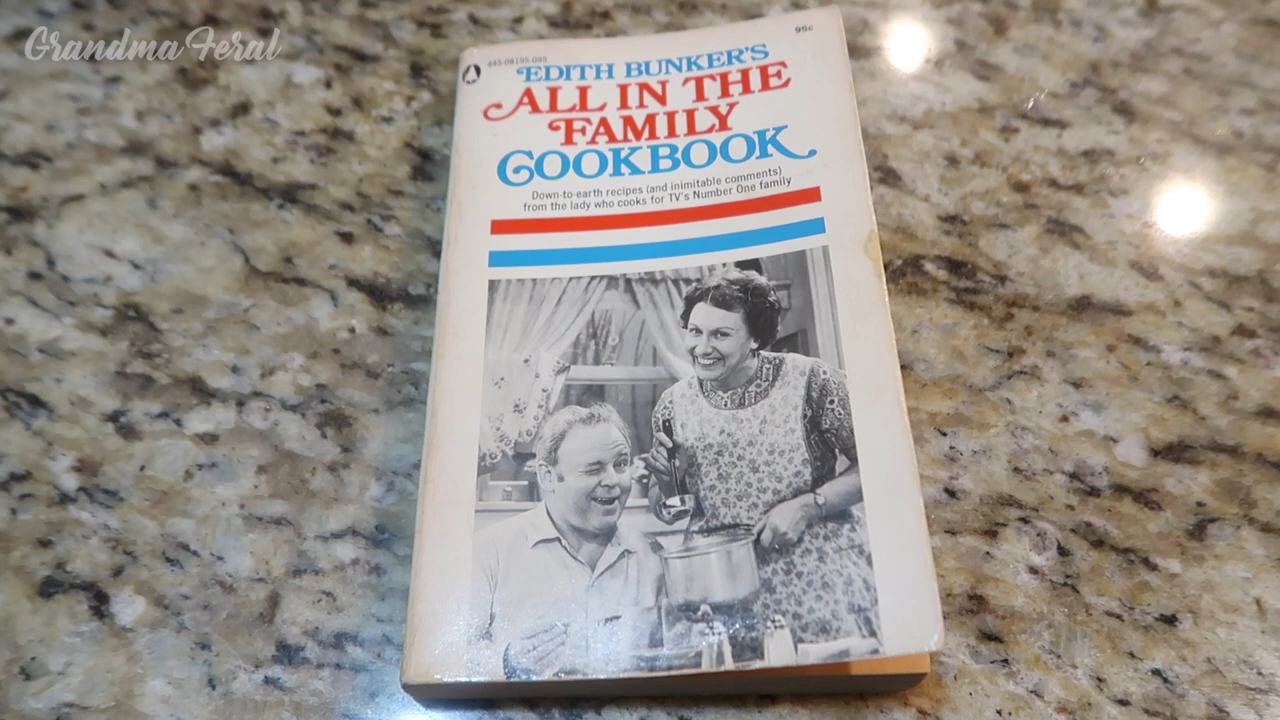 Grandma Feral
95¢
445-08195-095
EDITH BUNKER'S
ALL IN THE
FAMILY
COOKBOOK
Down-to-earth recipes (and inimitable comments)
from the lady who cooks for TV's Number One family